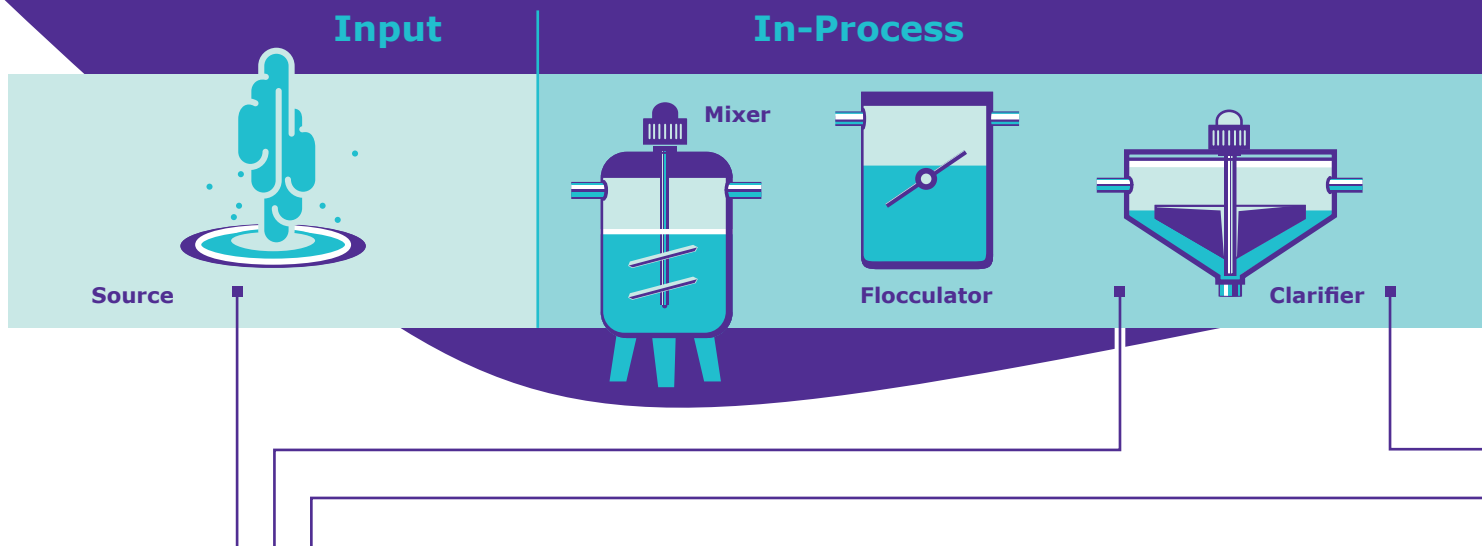 Input
In-Process
Mixer
Source
Flocculator
Clarifier